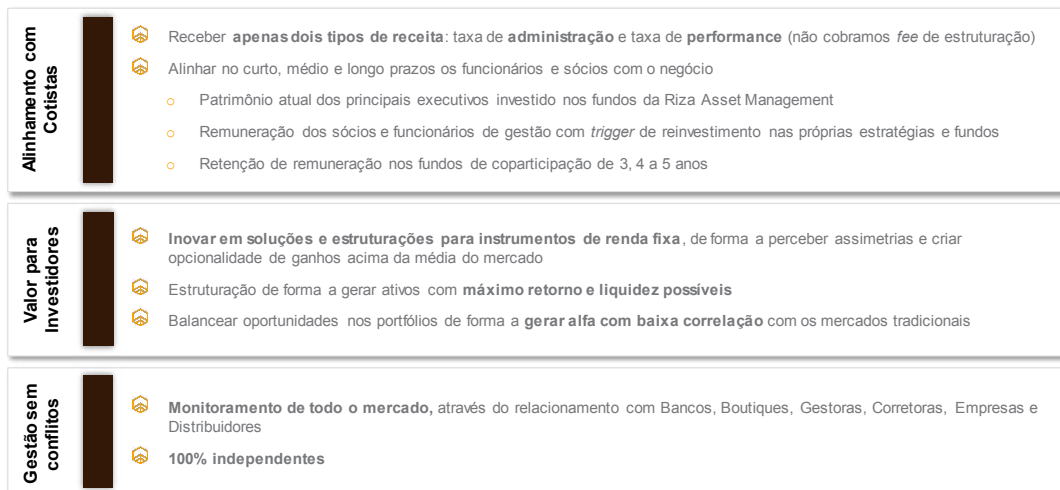 Alinhamento com
Cotistas
Receber apenas dois tipos de receita: taxa de administração e taxa de performance (não cobramos fee de estruturação)
Alinhar no curto, médio e longo prazos os funcionários e sócios com o negócio
Patrimônio atual dos principais executivos investido nos fundos da Riza Asset Management
Remuneração dos sócios e funcionários de gestão com trigger de reinvestimento nas próprias estratégias e fundos
Retenção de remuneração nos fundos de coparticipação de 3, 4 a 5 anos
Valor para
Investidores
Inovar em soluções e estruturações para instrumentos de renda fixa, de forma a perceber assimetrias e criar
opcionalidade de ganhos acima da média do mercado
Estruturação de forma a gerar ativos com máximo retorno e liquidez possíveis
Balancear oportunidades nos portfólios de forma a gerar alfa com baixa correlação com os mercados tradicionais
Gestão sem
conflitos
Monitoramento de todo o mercado, através do relacionamento com Bancos, Boutiques, Gestoras, Corretoras, Empresas e
Distribuidores
100% independentes